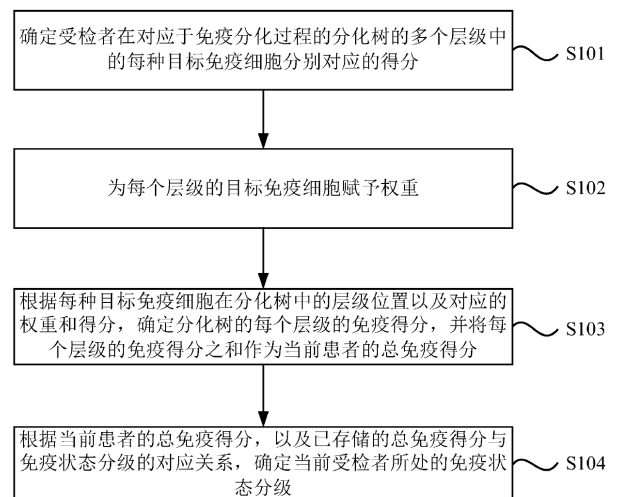 确定受检者在对应于免疫分化过程的分化树的多个层级中
的每种目标免疫细胞分别对应的得分
S101
为每个层级的目标免疫细胞赋予权重
S102
根据每种目标免疫细胞在分化树中的层级位置以及对应的
权重和得分，确定分化树的每个层级的免疫得分，并将每
个层级的免疫得分之和作为当前患者的总免疫得分
S103
根据当前患者的总免疫得分，以及已存储的总免疫得分与
免疫状态分级的对应关系，确定当前受检者所处的免疫状
态分级
S104